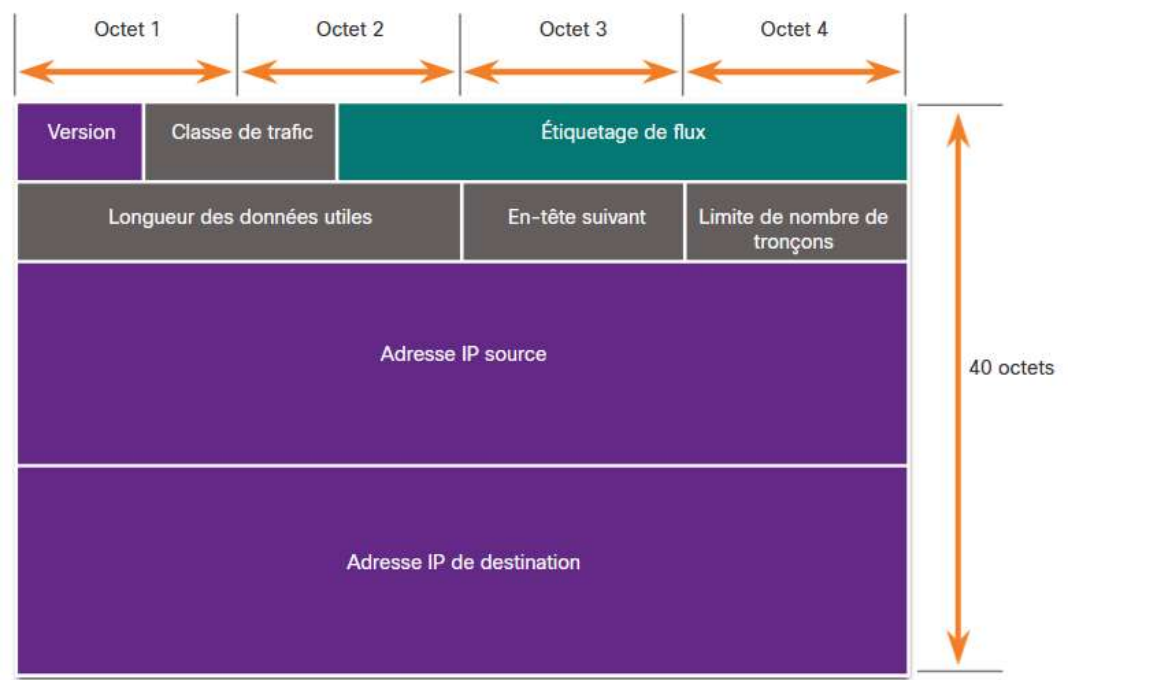 Octet 1
Octet 2
Octet 3
Octet 4
Version
Classe de trafic
Étiquetage de flux
Longueur des données utiles
En-tête suivant
Limite de nombre de
tronçons
Adresse IP source
40 octets
Adresse IP de destination